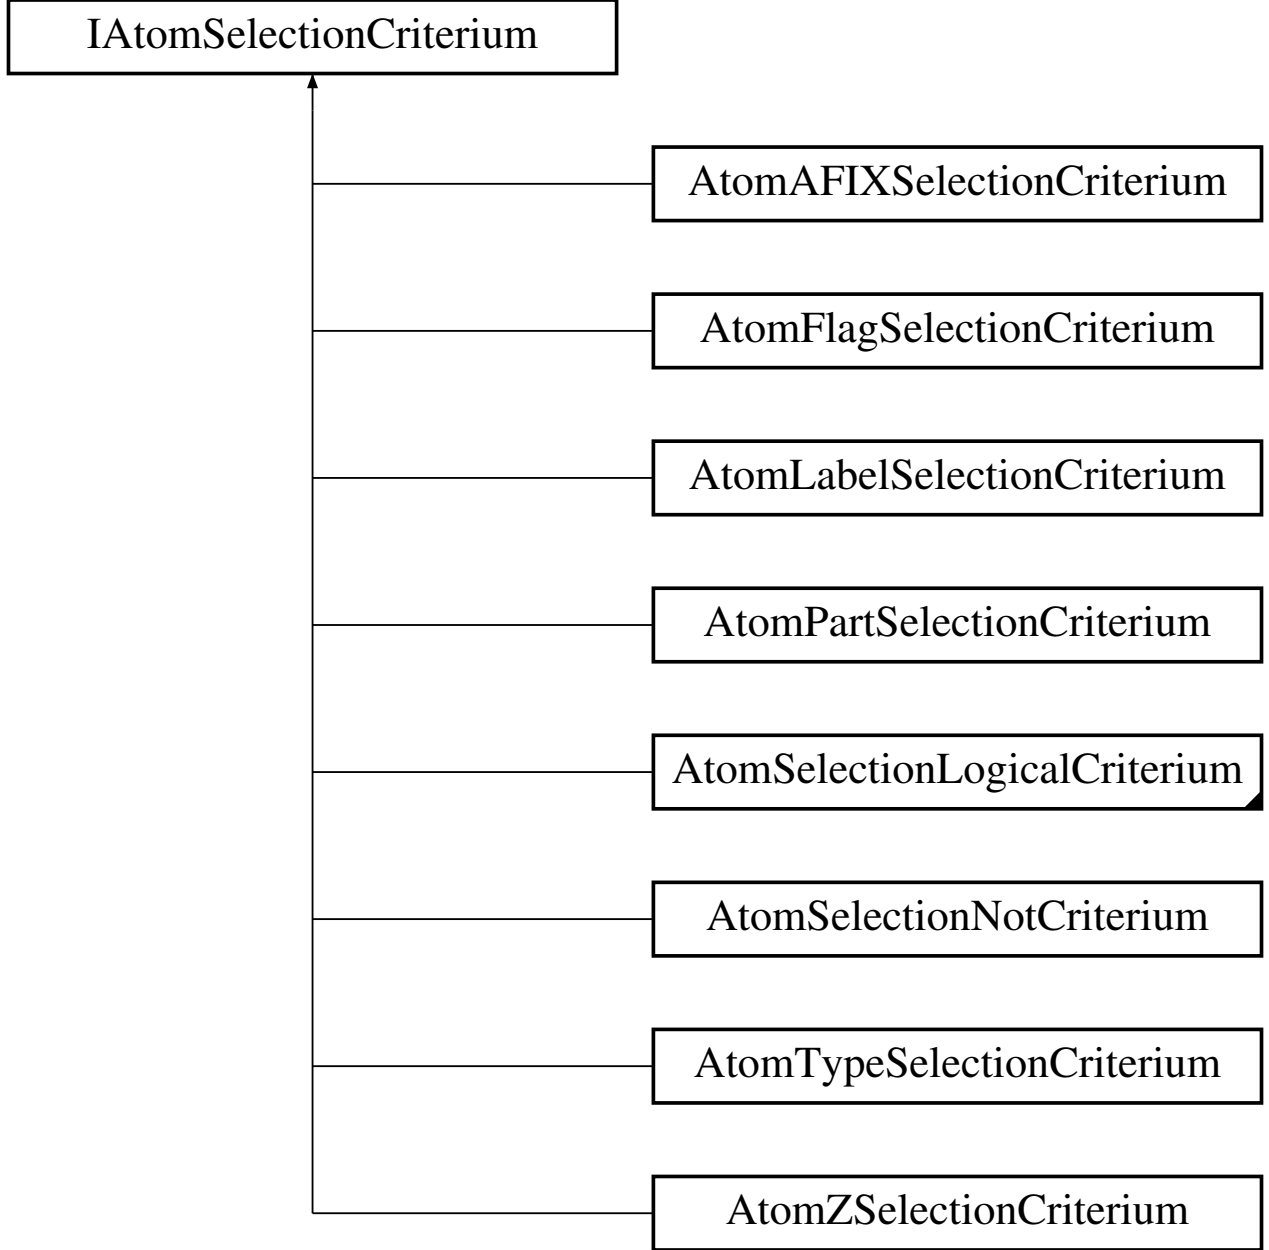 IAtomSelectionCriterium
AtomAFIXSelectionCriterium
AtomFlagSelectionCriterium
AtomLabelSelectionCriterium
AtomPartSelectionCriterium
AtomSelectionLogicalCriterium
AtomSelectionNotCriterium
AtomTypeSelectionCriterium
AtomZSelectionCriterium